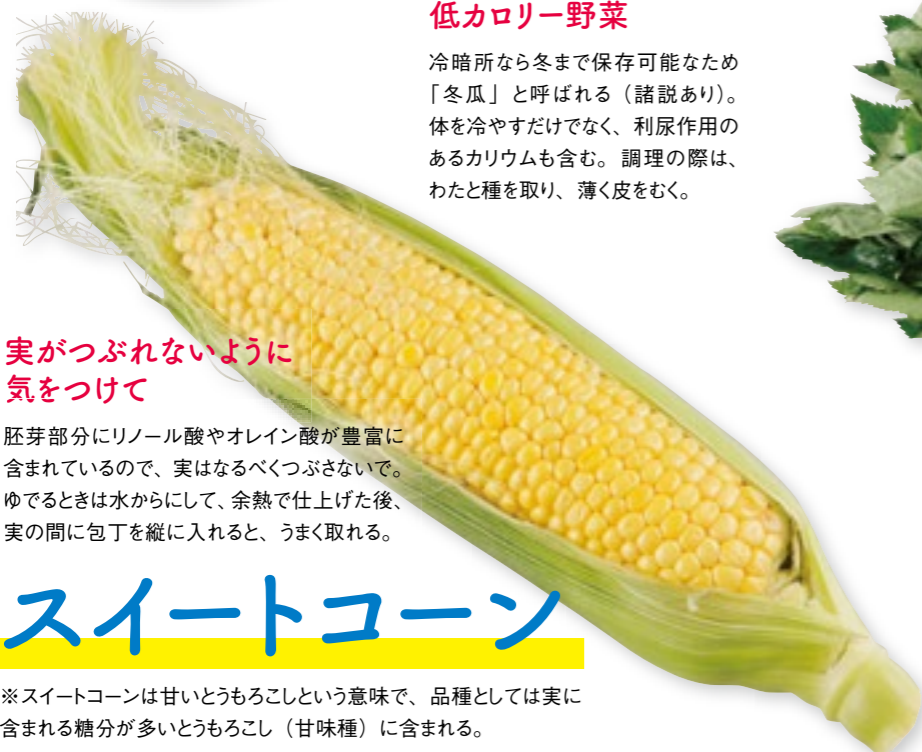 低カロリー野菜
冷暗所なら冬まで保存可能なため
「冬瓜」と呼ばれる（諸説あり）。
体を冷やすだけでなく、利尿作用の
あるカリウムも含む。調理の際は、
わたと種を取り、薄く皮をむく。
実がつぶれないように
気をつけて
胚芽部分にリノール酸やオレイン酸が豊富に
含まれているので、実はなるべくつぶさないで。
ゆでるときは水からにして、余熱で仕上げた後、
実の間に包丁を縦に入れると、うまく取れる。
スイートコーン
※スイートコーンは甘いとうもろこしという意味で、品種としては実に
含まれる糖分が多いとうもろこし（甘味種）に含まれる。